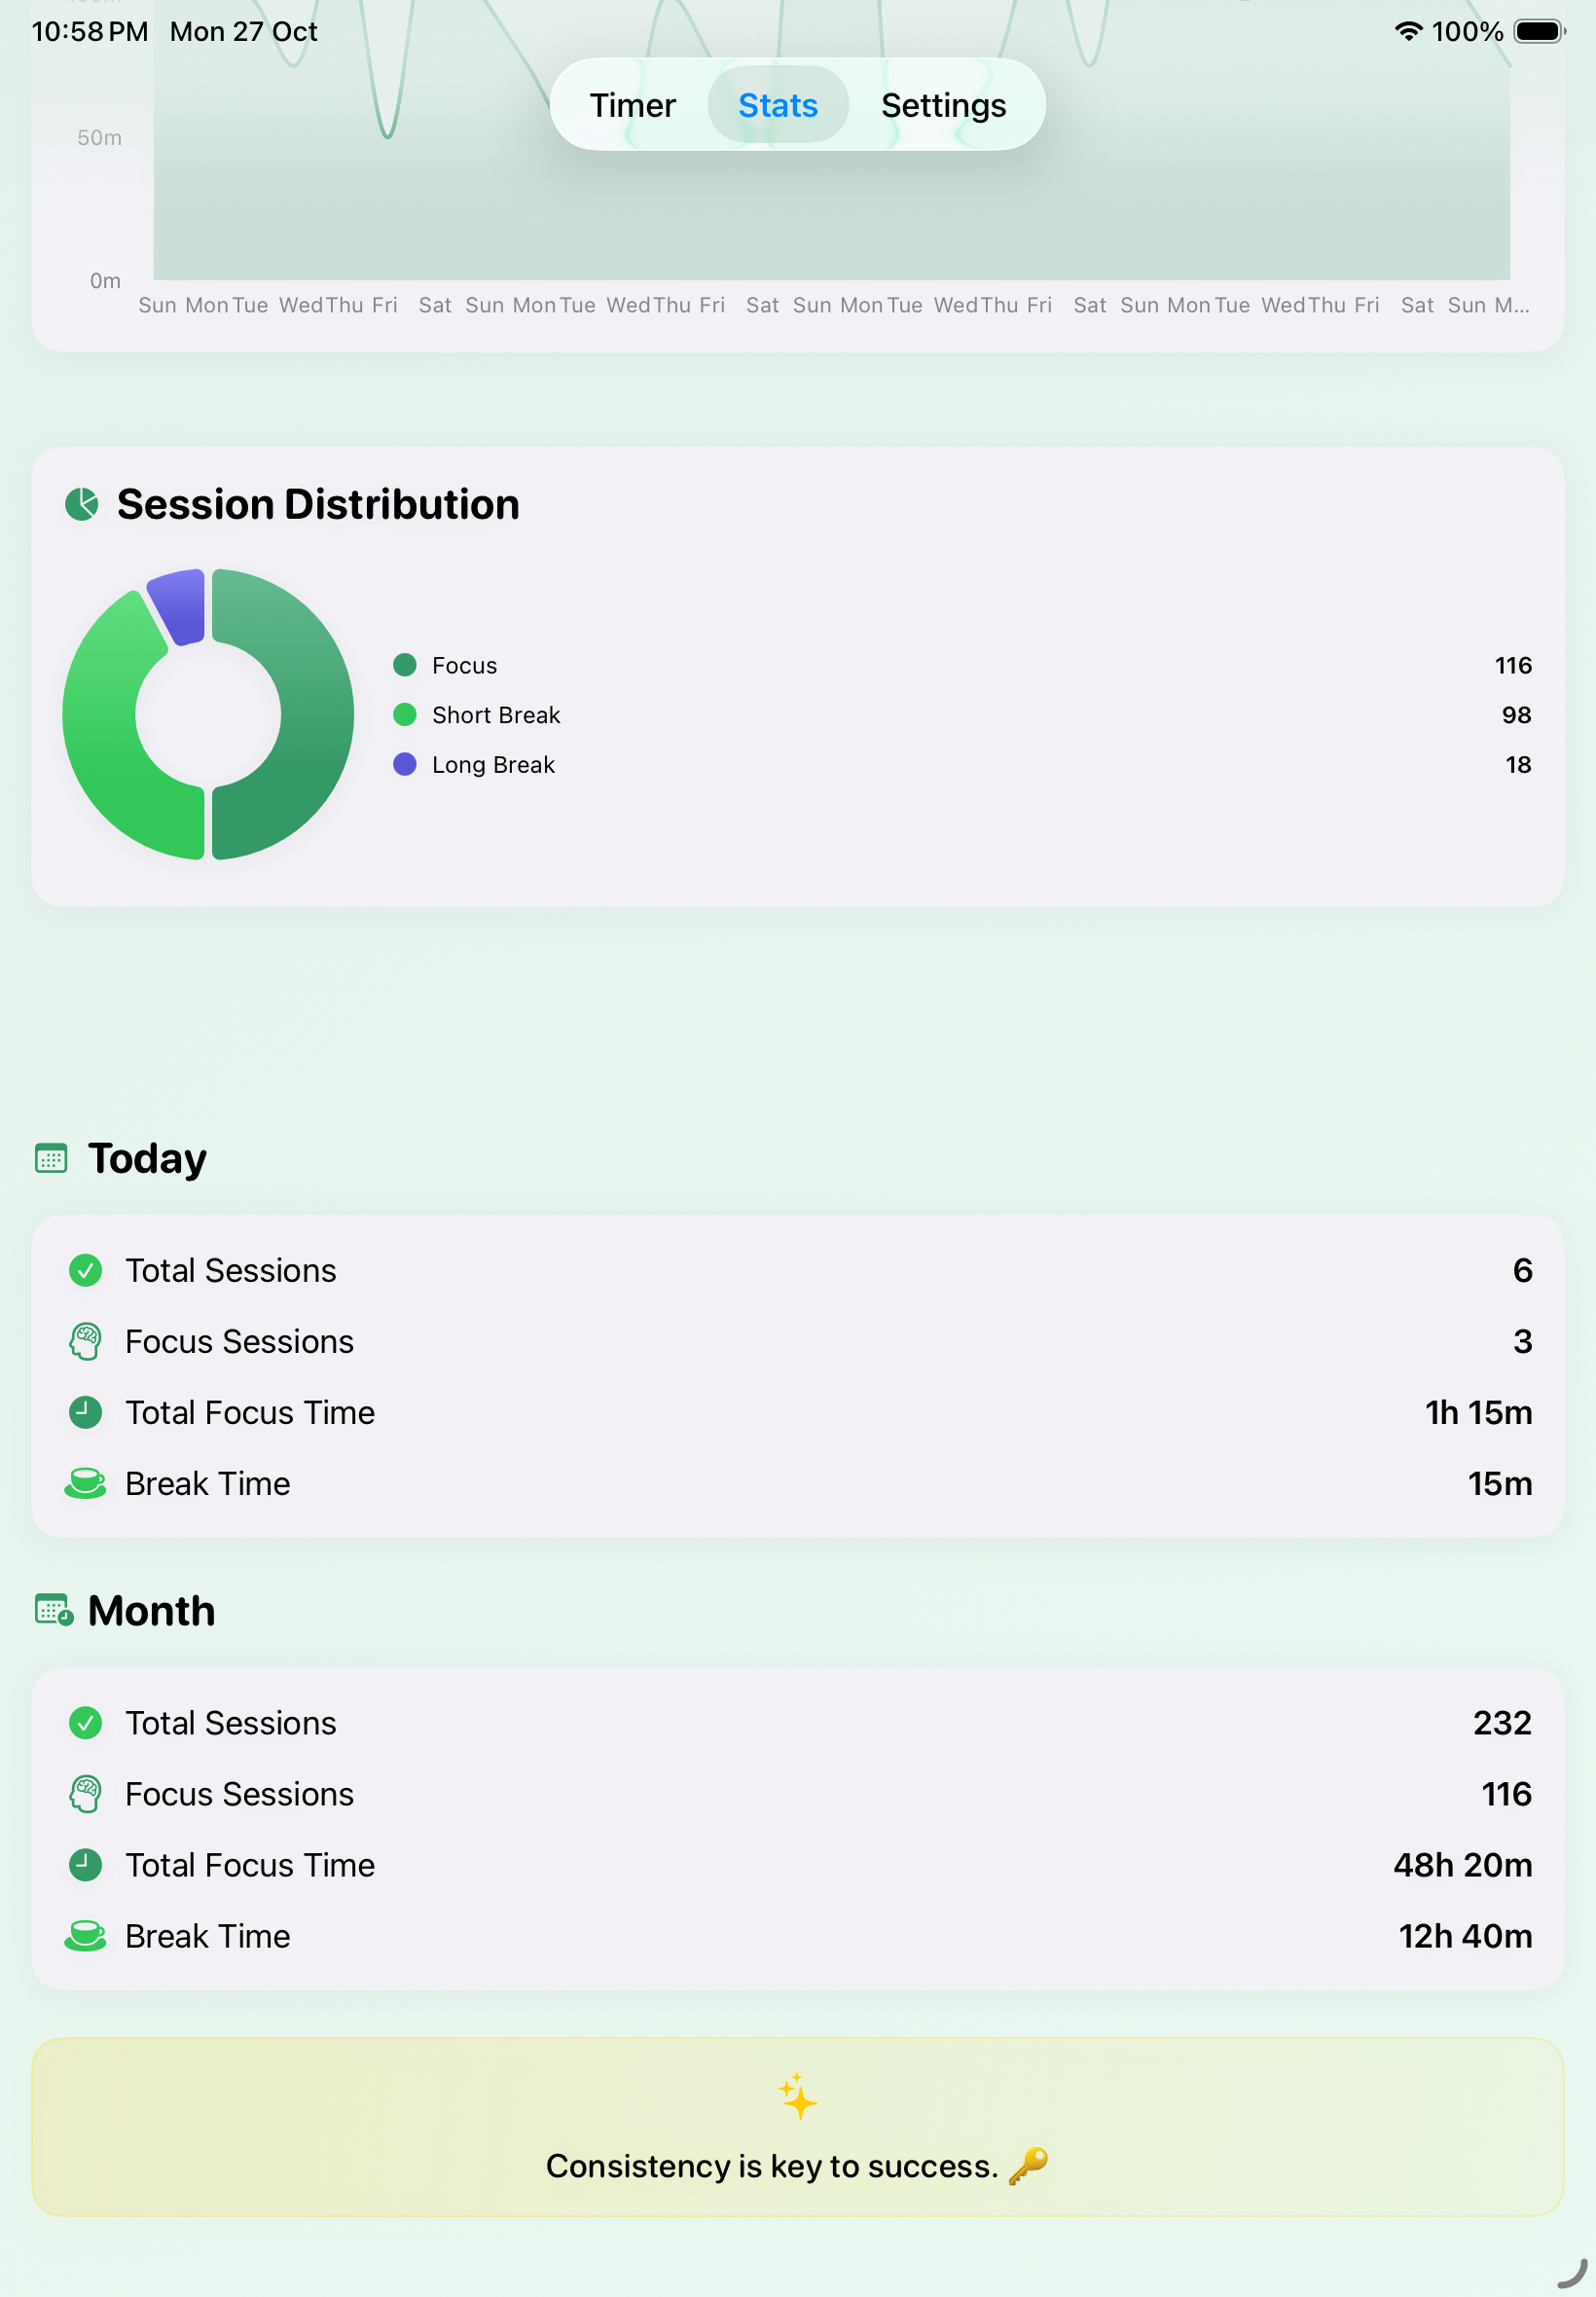 10:58 PM Mon 27 Oct 100%
Timer Stats Settings
50m
0m
Sun Mon Tue Wed Thu Fri Sat Sun Mon Tue Wed Thu Fri Sat Sun Mon Tue Wed Thu Fri Sat Sun Mon Tue Wed Thu Fri Sat Sun M...
Session Distribution
Focus 116
Short Break 98
Long Break 18
Today
Total Sessions 6
Focus Sessions 3
Total Focus Time 1h 15m
Break Time 15m
Month
Total Sessions 232
Focus Sessions 116
Total Focus Time 48h 20m
Break Time 12h 40m
Consistency is key to success. 🔑